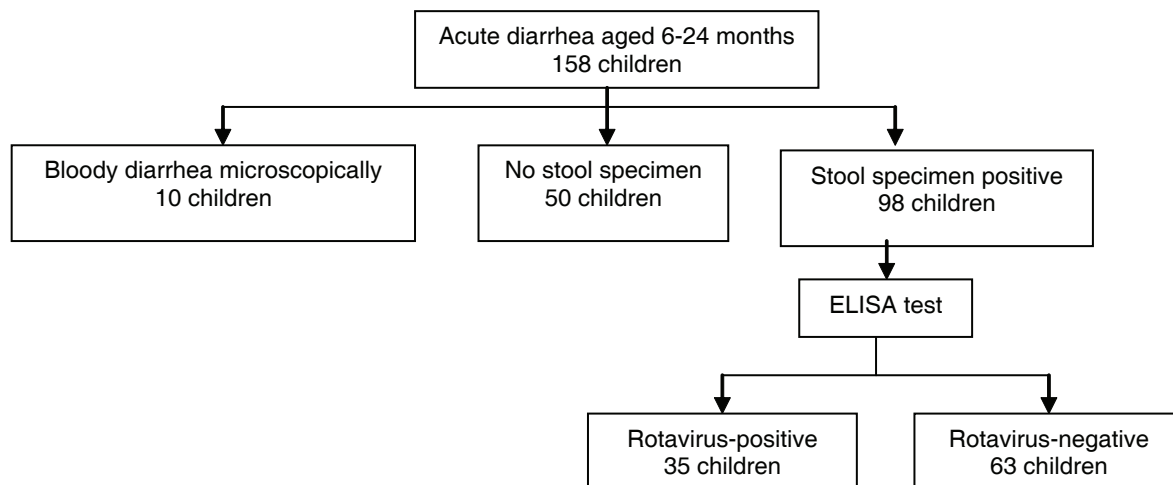 Acute diarrhea aged 6-24 months
158 children
Bloody diarrhea microscopically
10 children
No stool specimen
50 children
Stool specimen positive
98 children
ELISA test
Rotavirus-positive
35 children
Rotavirus-negative
63 children